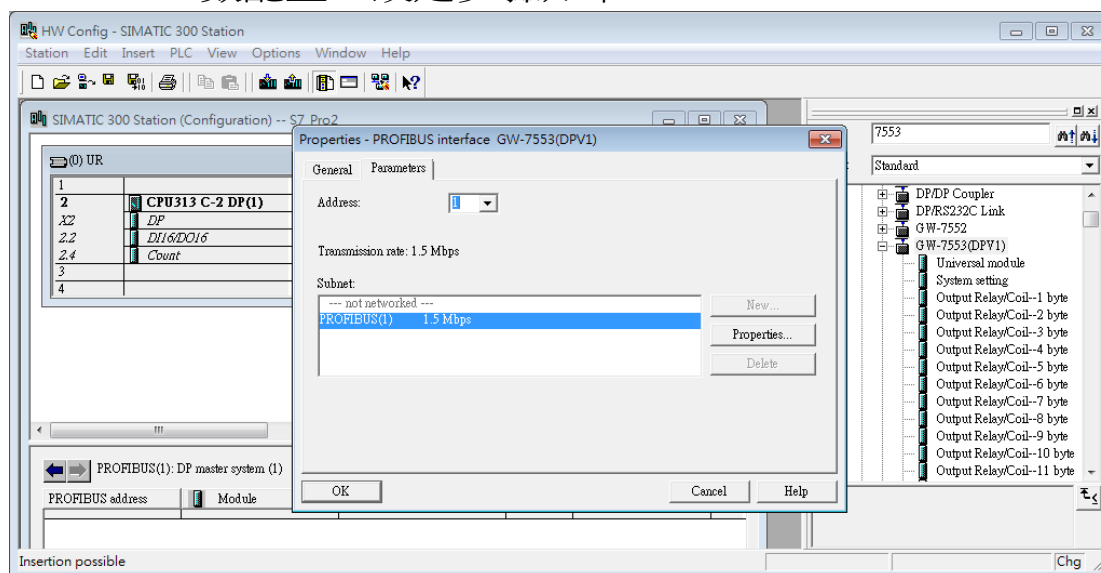 HW Config - SIMATIC 300 Station
Station Edit Insert PLC View Options Window Help
SIMATIC 300 Station (Configuration) -- S7_Pro2
(0) UR
1
2 CPU313 C-2 DP(1)
X2 DP
2.2 DI16/DO16
2.4 Count
3
4
PROFIBUS(1): DP master system (1)
PROFIBUS address Module
Properties - PROFIBUS interface GW-7553(DPV1)
General Parameters
Address: 1
Transmission rate: 1.5 Mbps
Subnet:
--- not networked ---
PROFIBUS(1) 1.5 Mbps
New...
Properties...
Delete
OK Cancel Help
7553
Standard
DP/DP Coupler
DP/RS232C Link
GW-7552
GW-7553(DPV1)
Universal module
System setting
Output Relay/Coil--1 byte
Output Relay/Coil--2 byte
Output Relay/Coil--3 byte
Output Relay/Coil--4 byte
Output Relay/Coil--5 byte
Output Relay/Coil--6 byte
Output Relay/Coil--7 byte
Output Relay/Coil--8 byte
Output Relay/Coil--9 byte
Output Relay/Coil--10 byte
Output Relay/Coil--11 byte
Insertion possible
Chg